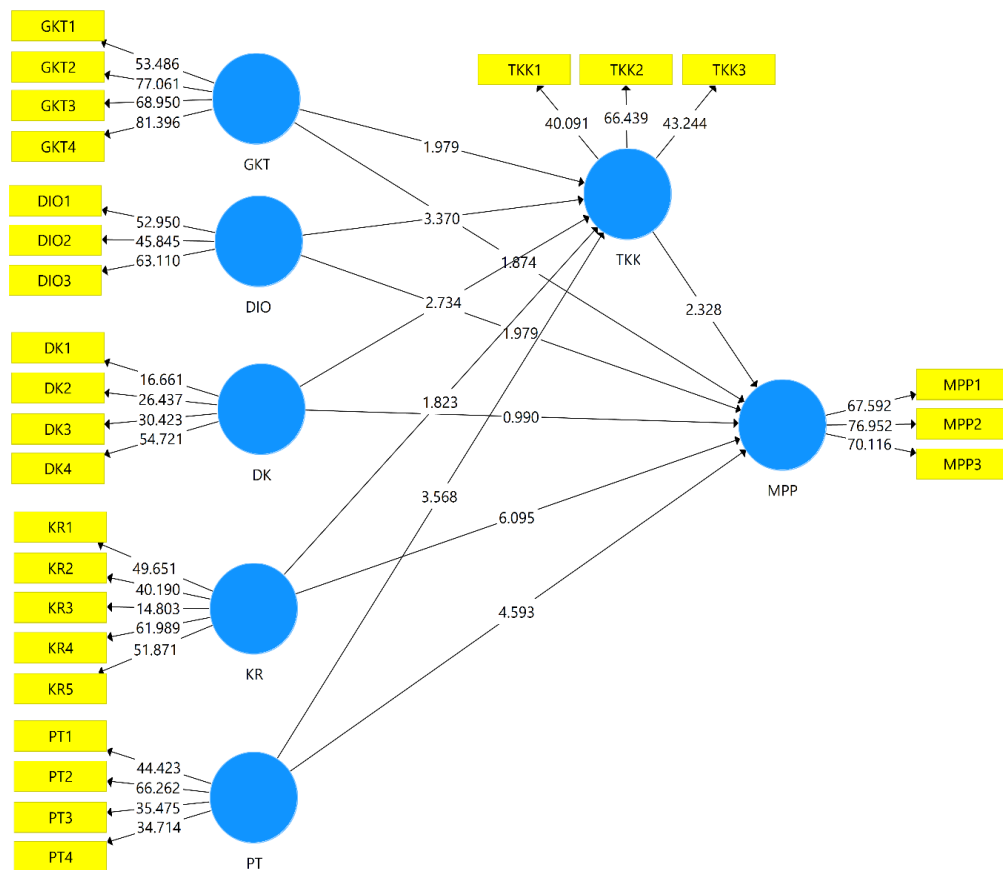 GKT1
GKT2
GKT3
GKT4
53.486
77.061
68.950
81.396
GKT
DIO1
DIO2
DIO3
52.950
45.845
63.110
DIO
DK1
DK2
DK3
DK4
16.661
26.437
30.423
54.721
DK
KR1
KR2
KR3
KR4
KR5
49.651
40.190
14.803
61.989
51.871
KR
PT1
PT2
PT3
PT4
44.423
66.262
35.475
34.714
PT
1.979
3.370
1.874
2.734
1.979
1.823
0.990
3.568
6.095
4.593
TKK1
TKK2
TKK3
40.091
66.439
43.244
TKK
2.328
MPP1
MPP2
MPP3
67.592
76.952
70.116
MPP